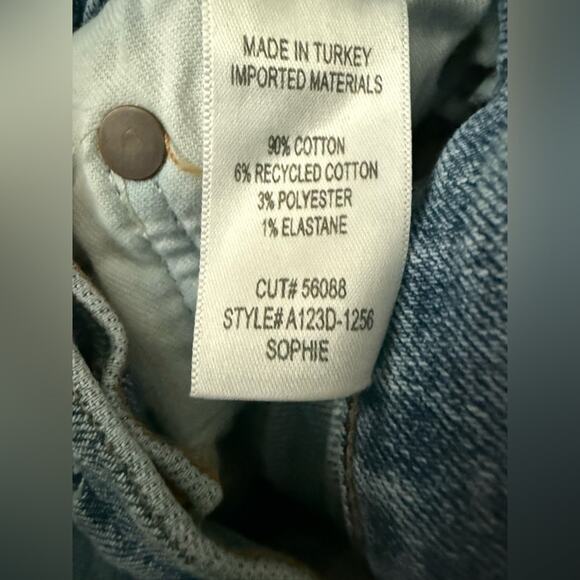 MADE IN TURKEY
IMPORTED MATERIALS
90% COTTON
6% RECYCLED COTTON
3% POLYESTER
1% ELASTANE
CUT# 56088
STYLE# A123D-1256
SOPHIE